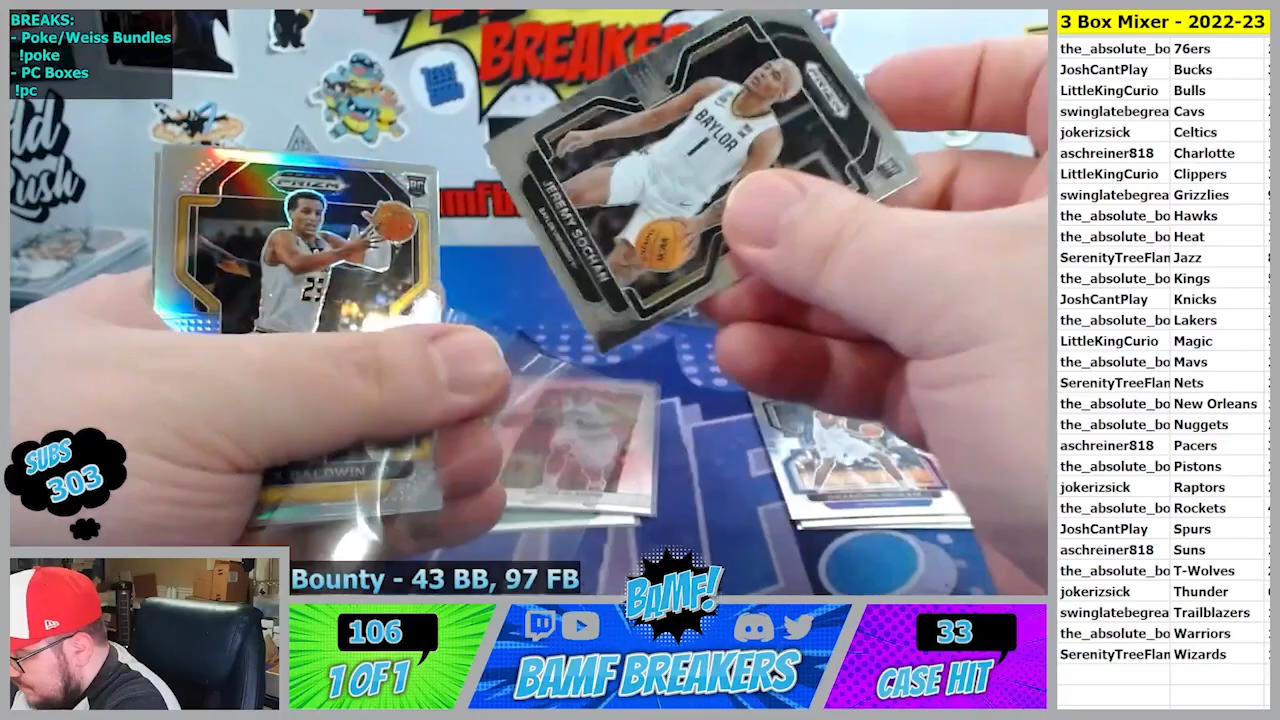 BREAKS:
- Poke/Weiss Bundles
!poke
- PC Boxes
!pc
BREAKE
PRIZM
RC
23
BALDWIN
PRIZM
BAYLOR
1
JEREMY SOCHAN
SUBS
303
Bounty - 43 BB, 97 FB
BAMF!
106
1 OF 1
BAMF BREAKERS
33
CASE HIT
3 Box Mixer - 2022-23
the_absolute_bo 76ers
JoshCantPlay Bucks
LittleKingCurio Bulls
swinglatebegrea Cavs
jokerizsick Celtics
aschreiner818 Charlotte
LittleKingCurio Clippers
swinglatebegrea Grizzlies
the_absolute_bo Hawks
the_absolute_bo Heat
SerenityTreeFlan Jazz
the_absolute_bo Kings
JoshCantPlay Knicks
the_absolute_bo Lakers
LittleKingCurio Magic
the_absolute_bo Mavs
SerenityTreeFlan Nets
the_absolute_bo New Orleans
the_absolute_bo Nuggets
aschreiner818 Pacers
the_absolute_bo Pistons
jokerizsick Raptors
the_absolute_bo Rockets
JoshCantPlay Spurs
aschreiner818 Suns
the_absolute_bo T-Wolves
jokerizsick Thunder
swinglatebegrea Trailblazers
the_absolute_bo Warriors
SerenityTreeFlan Wizards